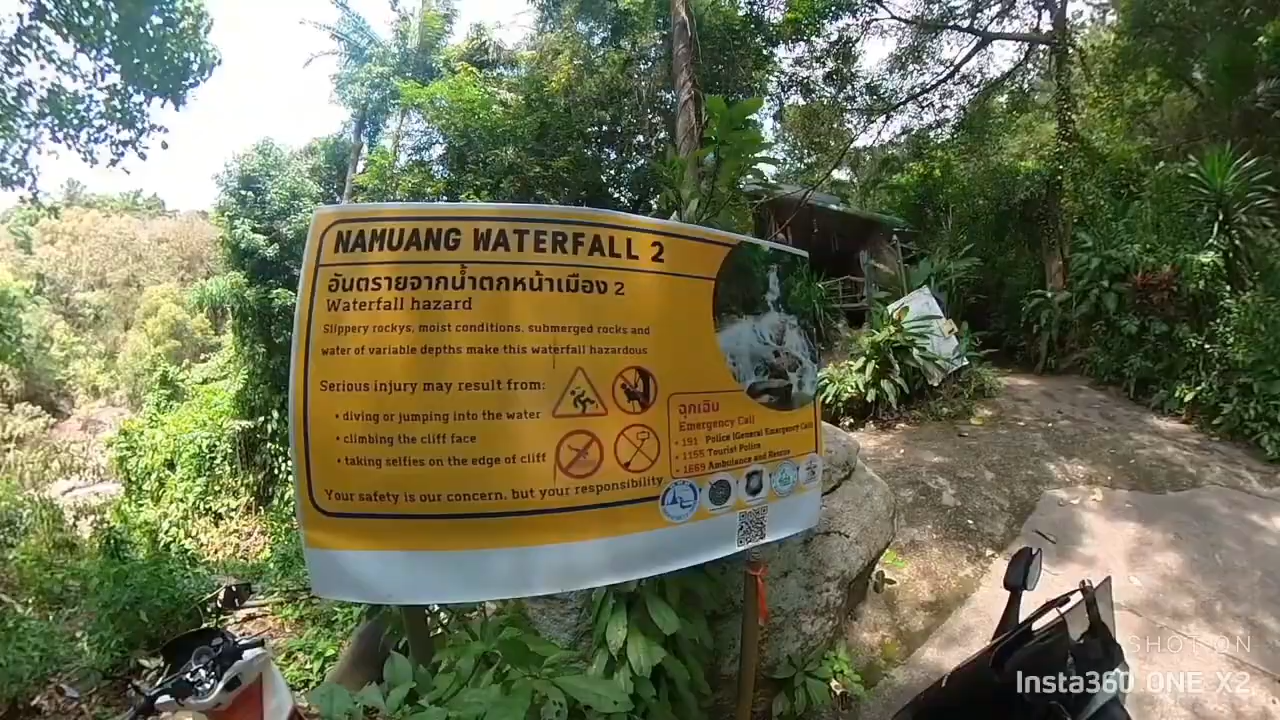 NAMUANG WATERFALL 2
อันตรายจากน้ำตกหน้าเมือง 2
Waterfall hazard
Slippery rockys, moist conditions, submerged rocks and
water of variable depths make this waterfall hazardous
Serious injury may result from:
• diving or jumping into the water
• climbing the cliff face
• taking selfies on the edge of cliff
Your safety is our concern, but your responsibility
ฉุกเฉิน
Emergency Call
• 191 Police (General Emergency Call)
• 1155 Tourist Police
• 1669 Ambulance and Rescue
SHOT ON
Insta360 ONE X2